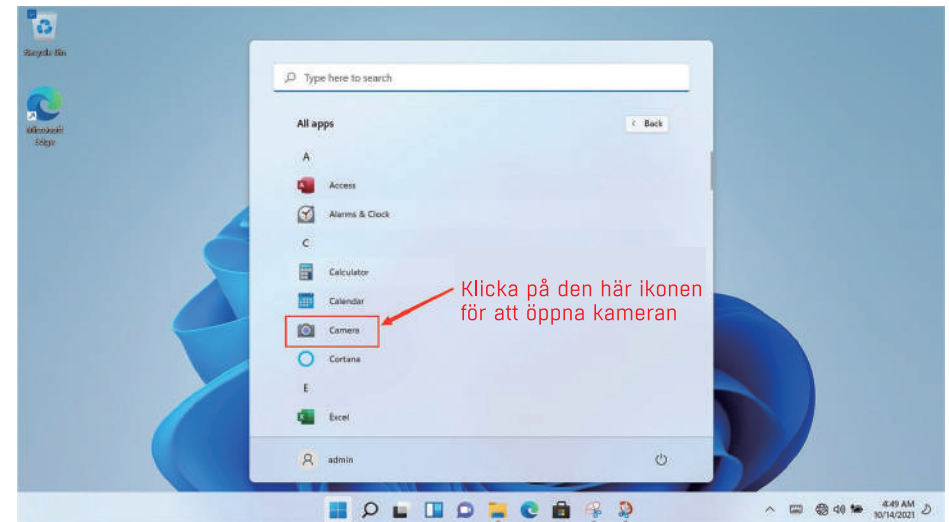 Recycle Bin
Microsoft
Edge
Type here to search
All apps
Back
A
Access
Alarms & Clock
C
Calculator
Calendar
Klicka på den här ikonen
för att öppna kameran
Camera
Cortana
E
Excel
admin
4:49 AM
10/14/2021